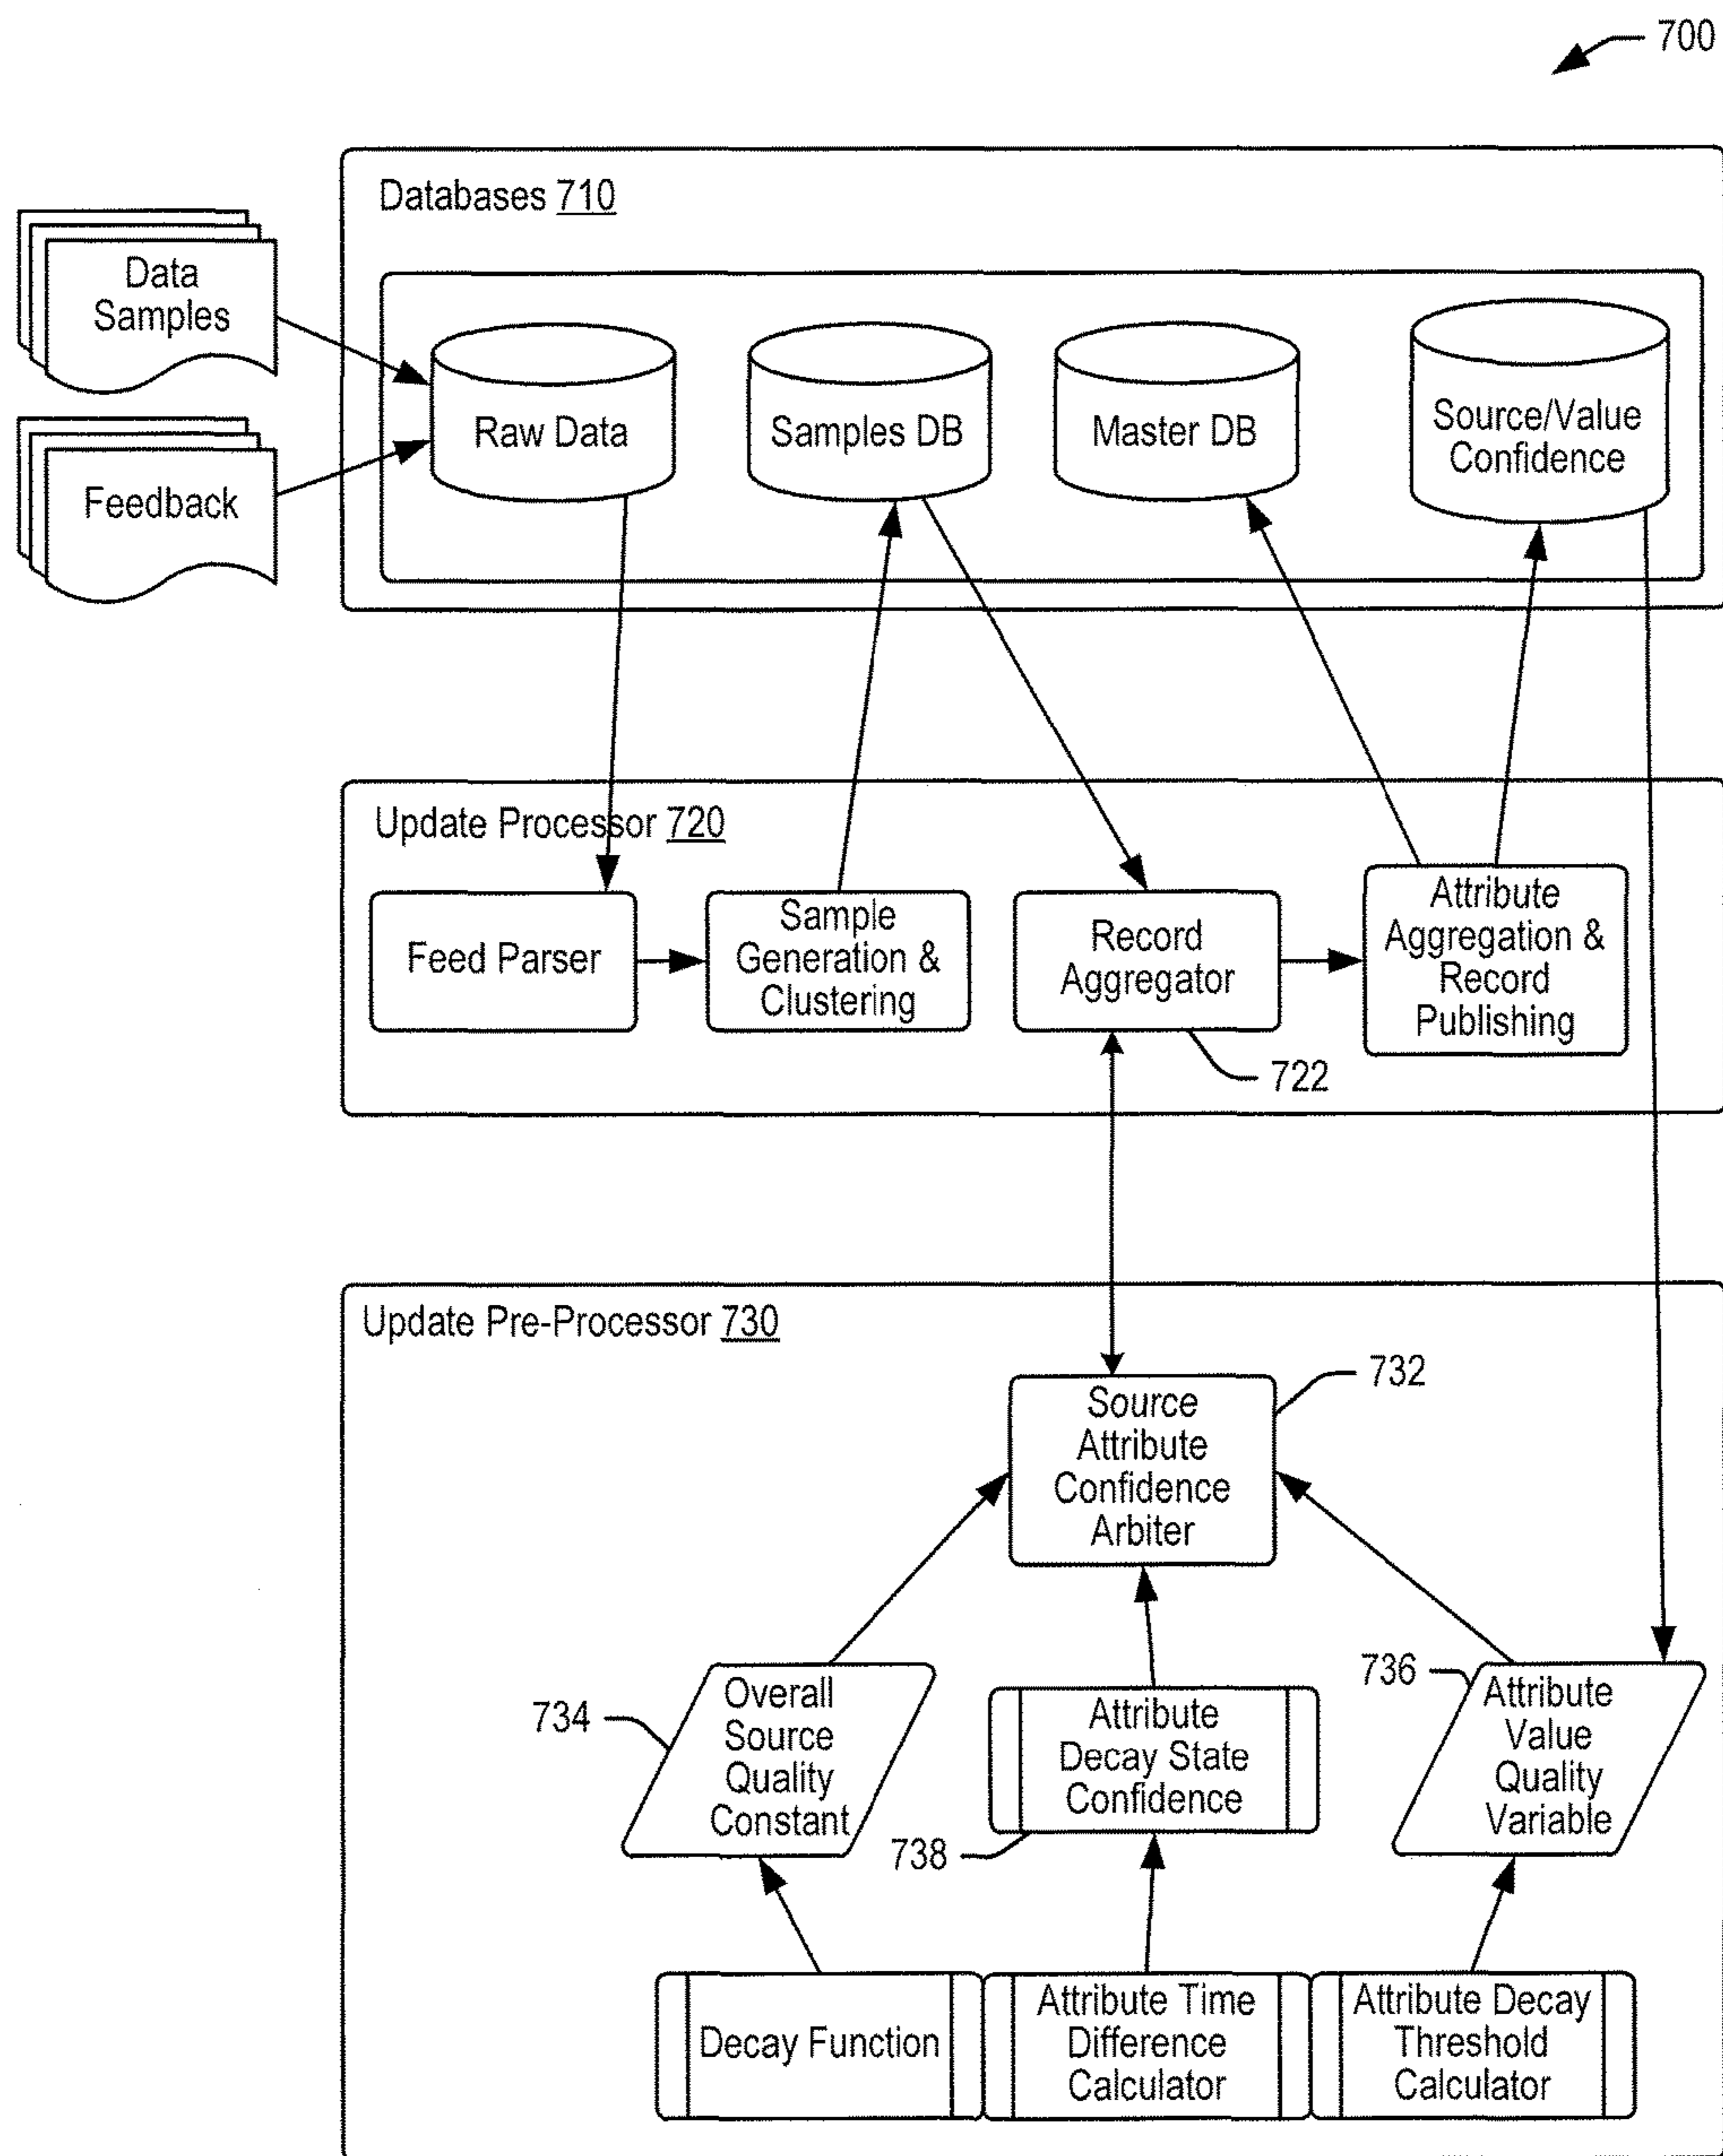 700
Databases 710
Data
Samples
Feedback
Raw Data
Samples DB
Master DB
Source/Value
Confidence
Update Processor 720
Feed Parser
Sample
Generation &
Clustering
Record
Aggregator
Attribute
Aggregation &
Record
Publishing
722
Update Pre-Processor 730
732
Source
Attribute
Confidence
Arbiter
734
Overall
Source
Quality
Constant
Attribute
Decay State
Confidence
738
736
Attribute
Value
Quality
Variable
Decay Function
Attribute Time
Difference
Calculator
Attribute Decay
Threshold
Calculator